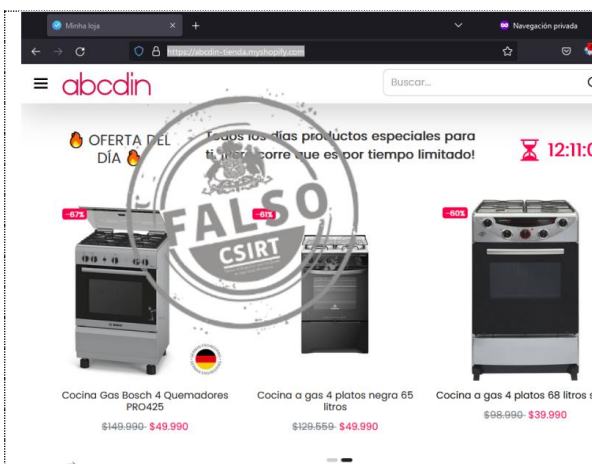 Minha loja
Navegación privada
https://abcdin-tienda.myshopify.com
abcdin
Buscar...
OFERTA DEL
DÍA
Todos los días productos especiales para
ti, pero corre que es por tiempo limitado!
12:11:0
FALSO
CSIRT
-67%
-61%
-60%
Cocina Gas Bosch 4 Quemadores
PRO425
$149.990 $49.990
Cocina a gas 4 platos negra 65
litros
$129.559 $49.990
Cocina a gas 4 platos 68 litros s
$98.990 $39.990